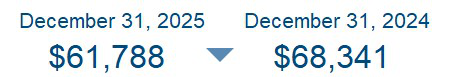 December 31, 2025 December 31, 2024
$61,788 $68,341